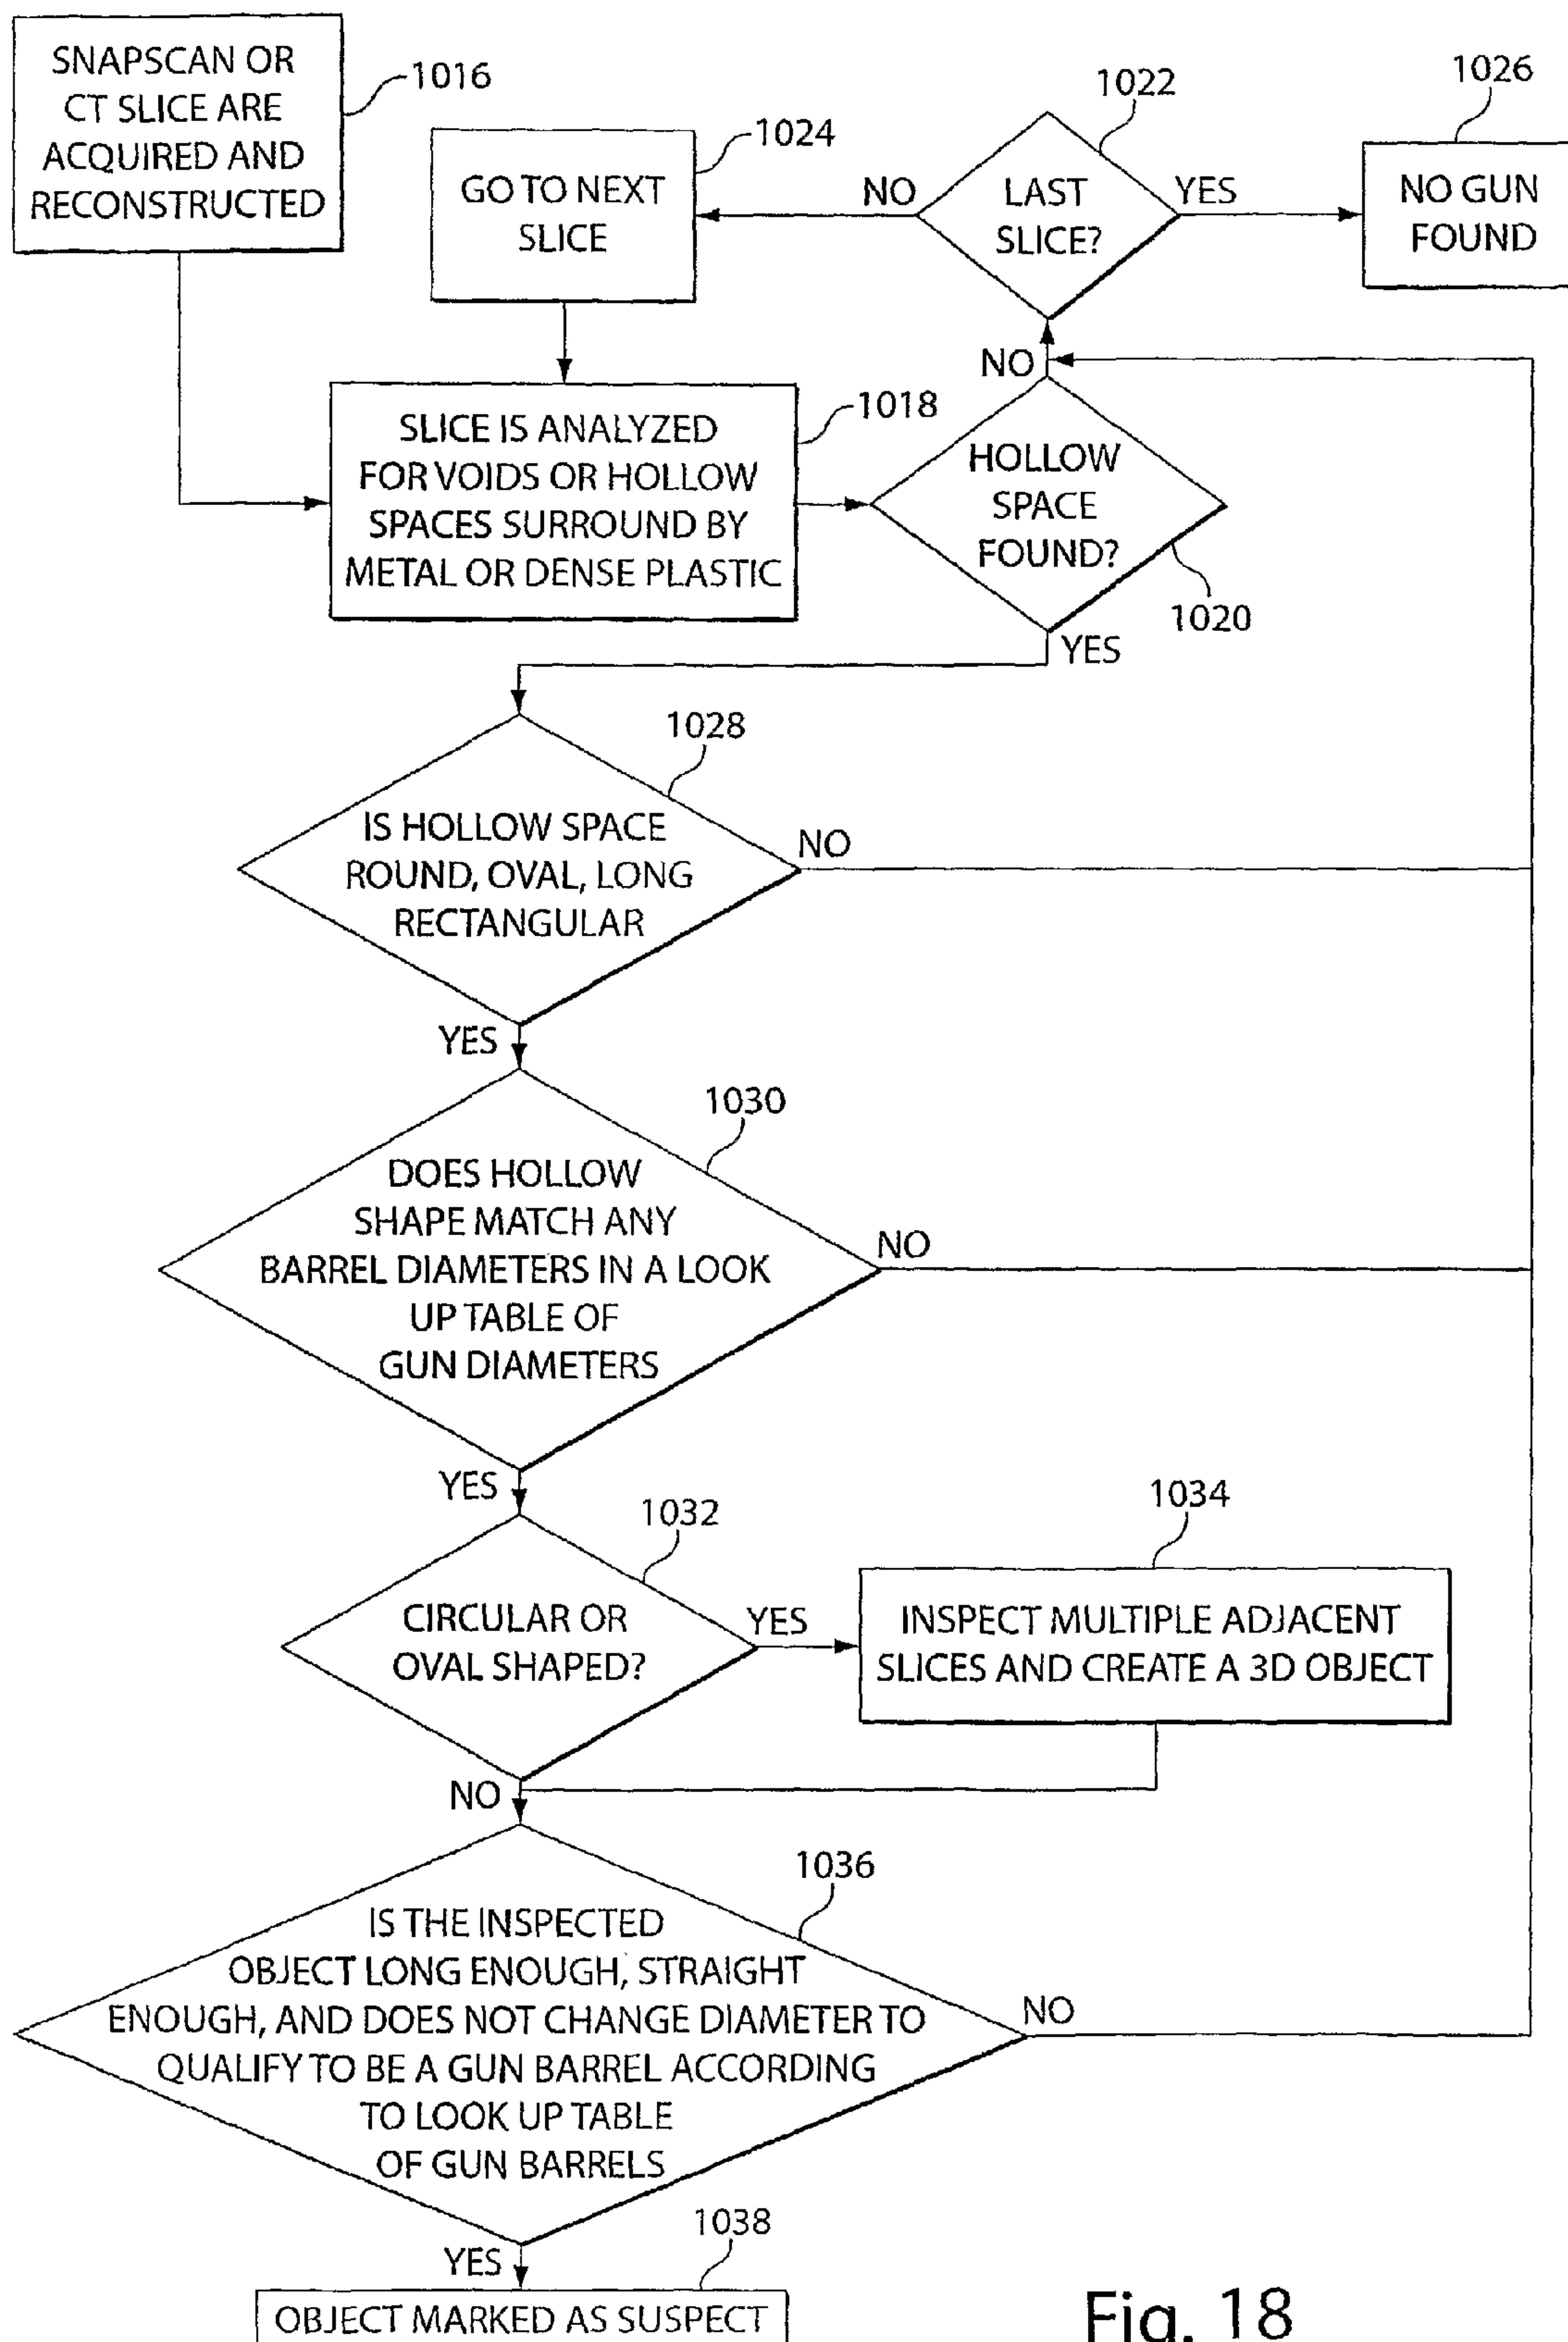 SNAPSCAN OR
CT SLICE ARE
ACQUIRED AND
RECONSTRUCTED
1016
1024
GO TO NEXT
SLICE
NO
1022
LAST
SLICE?
YES
1026
NO GUN
FOUND
NO
1018
SLICE IS ANALYZED
FOR VOIDS OR HOLLOW
SPACES SURROUND BY
METAL OR DENSE PLASTIC
HOLLOW
SPACE
FOUND?
1020
YES
1028
IS HOLLOW SPACE
ROUND, OVAL, LONG
RECTANGULAR
NO
YES
1030
DOES HOLLOW
SHAPE MATCH ANY
BARREL DIAMETERS IN A LOOK
UP TABLE OF
GUN DIAMETERS
NO
YES
1032
CIRCULAR OR
OVAL SHAPED?
YES
1034
INSPECT MULTIPLE ADJACENT
SLICES AND CREATE A 3D OBJECT
NO
1036
IS THE INSPECTED
OBJECT LONG ENOUGH, STRAIGHT
ENOUGH, AND DOES NOT CHANGE DIAMETER TO
QUALIFY TO BE A GUN BARREL ACCORDING
TO LOOK UP TABLE
OF GUN BARRELS
NO
YES
1038
OBJECT MARKED AS SUSPECT
Fig. 18